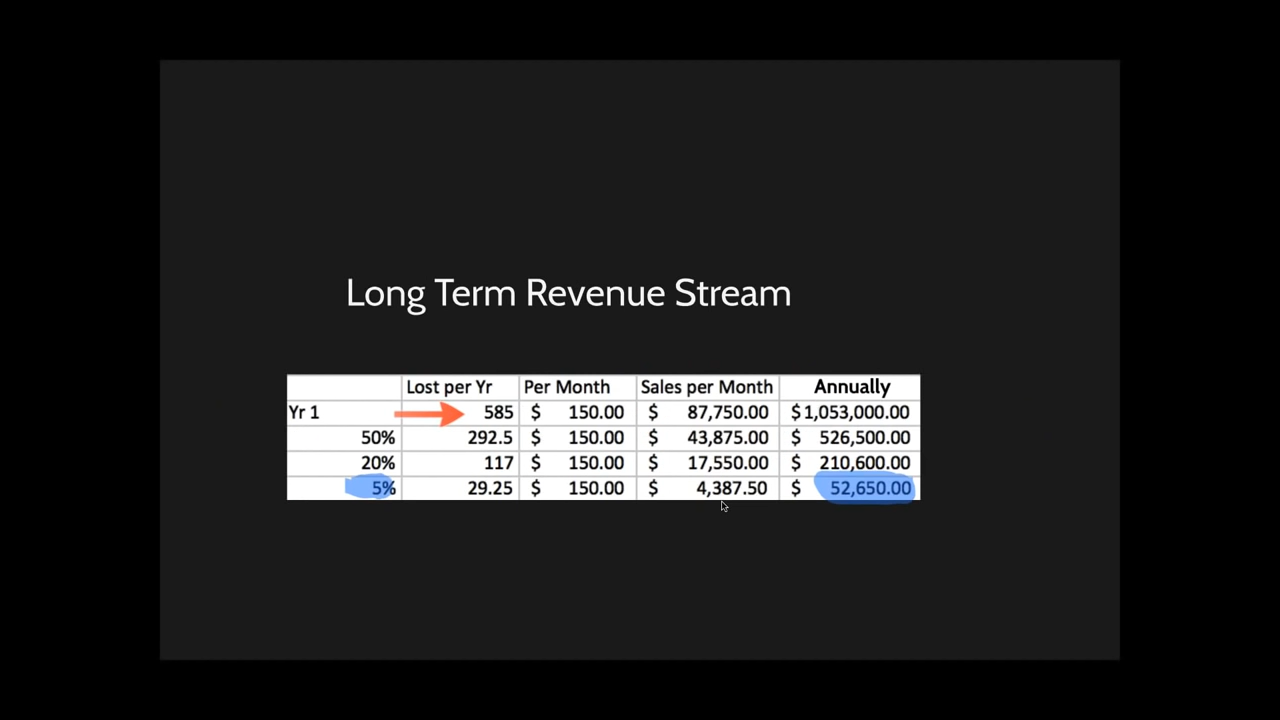 Long Term Revenue Stream
Lost per Yr Per Month Sales per Month Annually
Yr 1 585 $ 150.00 $ 87,750.00 $ 1,053,000.00
50% 292.5 $ 150.00 $ 43,875.00 $ 526,500.00
20% 117 $ 150.00 $ 17,550.00 $ 210,600.00
5% 29.25 $ 150.00 $ 4,387.50 $ 52,650.00